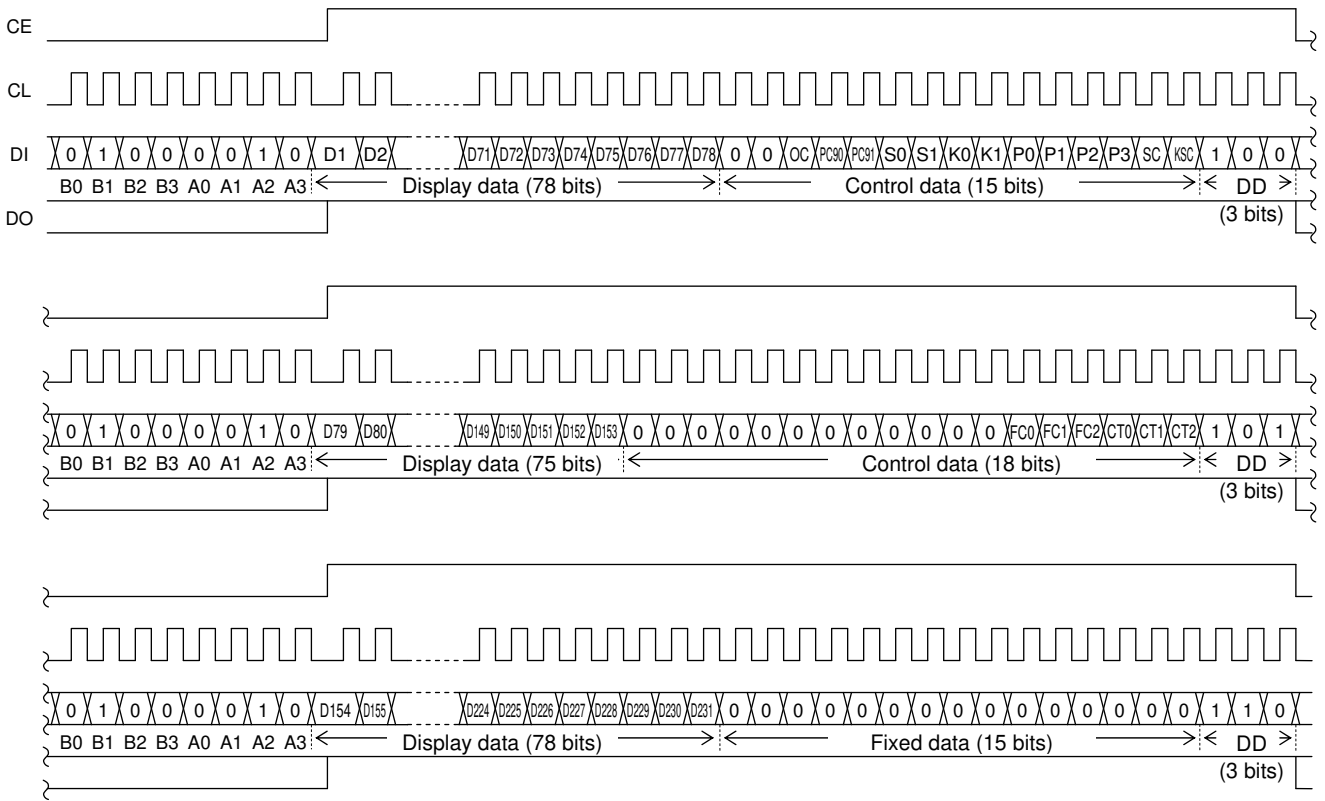 CE
CL
DI 0 1 0 0 0 0 1 0 D1 D2 D71 D72 D73 D74 D75 D76 D77 D78 0 0 OC PC90 PC91 S0 S1 K0 K1 P0 P1 P2 P3 SC KSC 1 0 0
B0 B1 B2 B3 A0 A1 A2 A3 Display data (78 bits) Control data (15 bits) DD
DO (3 bits)
0 1 0 0 0 0 1 0 D79 D80 D149 D150 D151 D152 D153 0 0 0 0 0 0 0 0 0 0 0 0 FC0 FC1 FC2 CT0 CT1 CT2 1 0 1
B0 B1 B2 B3 A0 A1 A2 A3 Display data (75 bits) Control data (18 bits) DD
(3 bits)
0 1 0 0 0 0 1 0 D154 D155 D224 D225 D226 D227 D228 D229 D230 D231 0 0 0 0 0 0 0 0 0 0 0 0 0 0 0 1 1 0
B0 B1 B2 B3 A0 A1 A2 A3 Display data (78 bits) Fixed data (15 bits) DD
(3 bits)